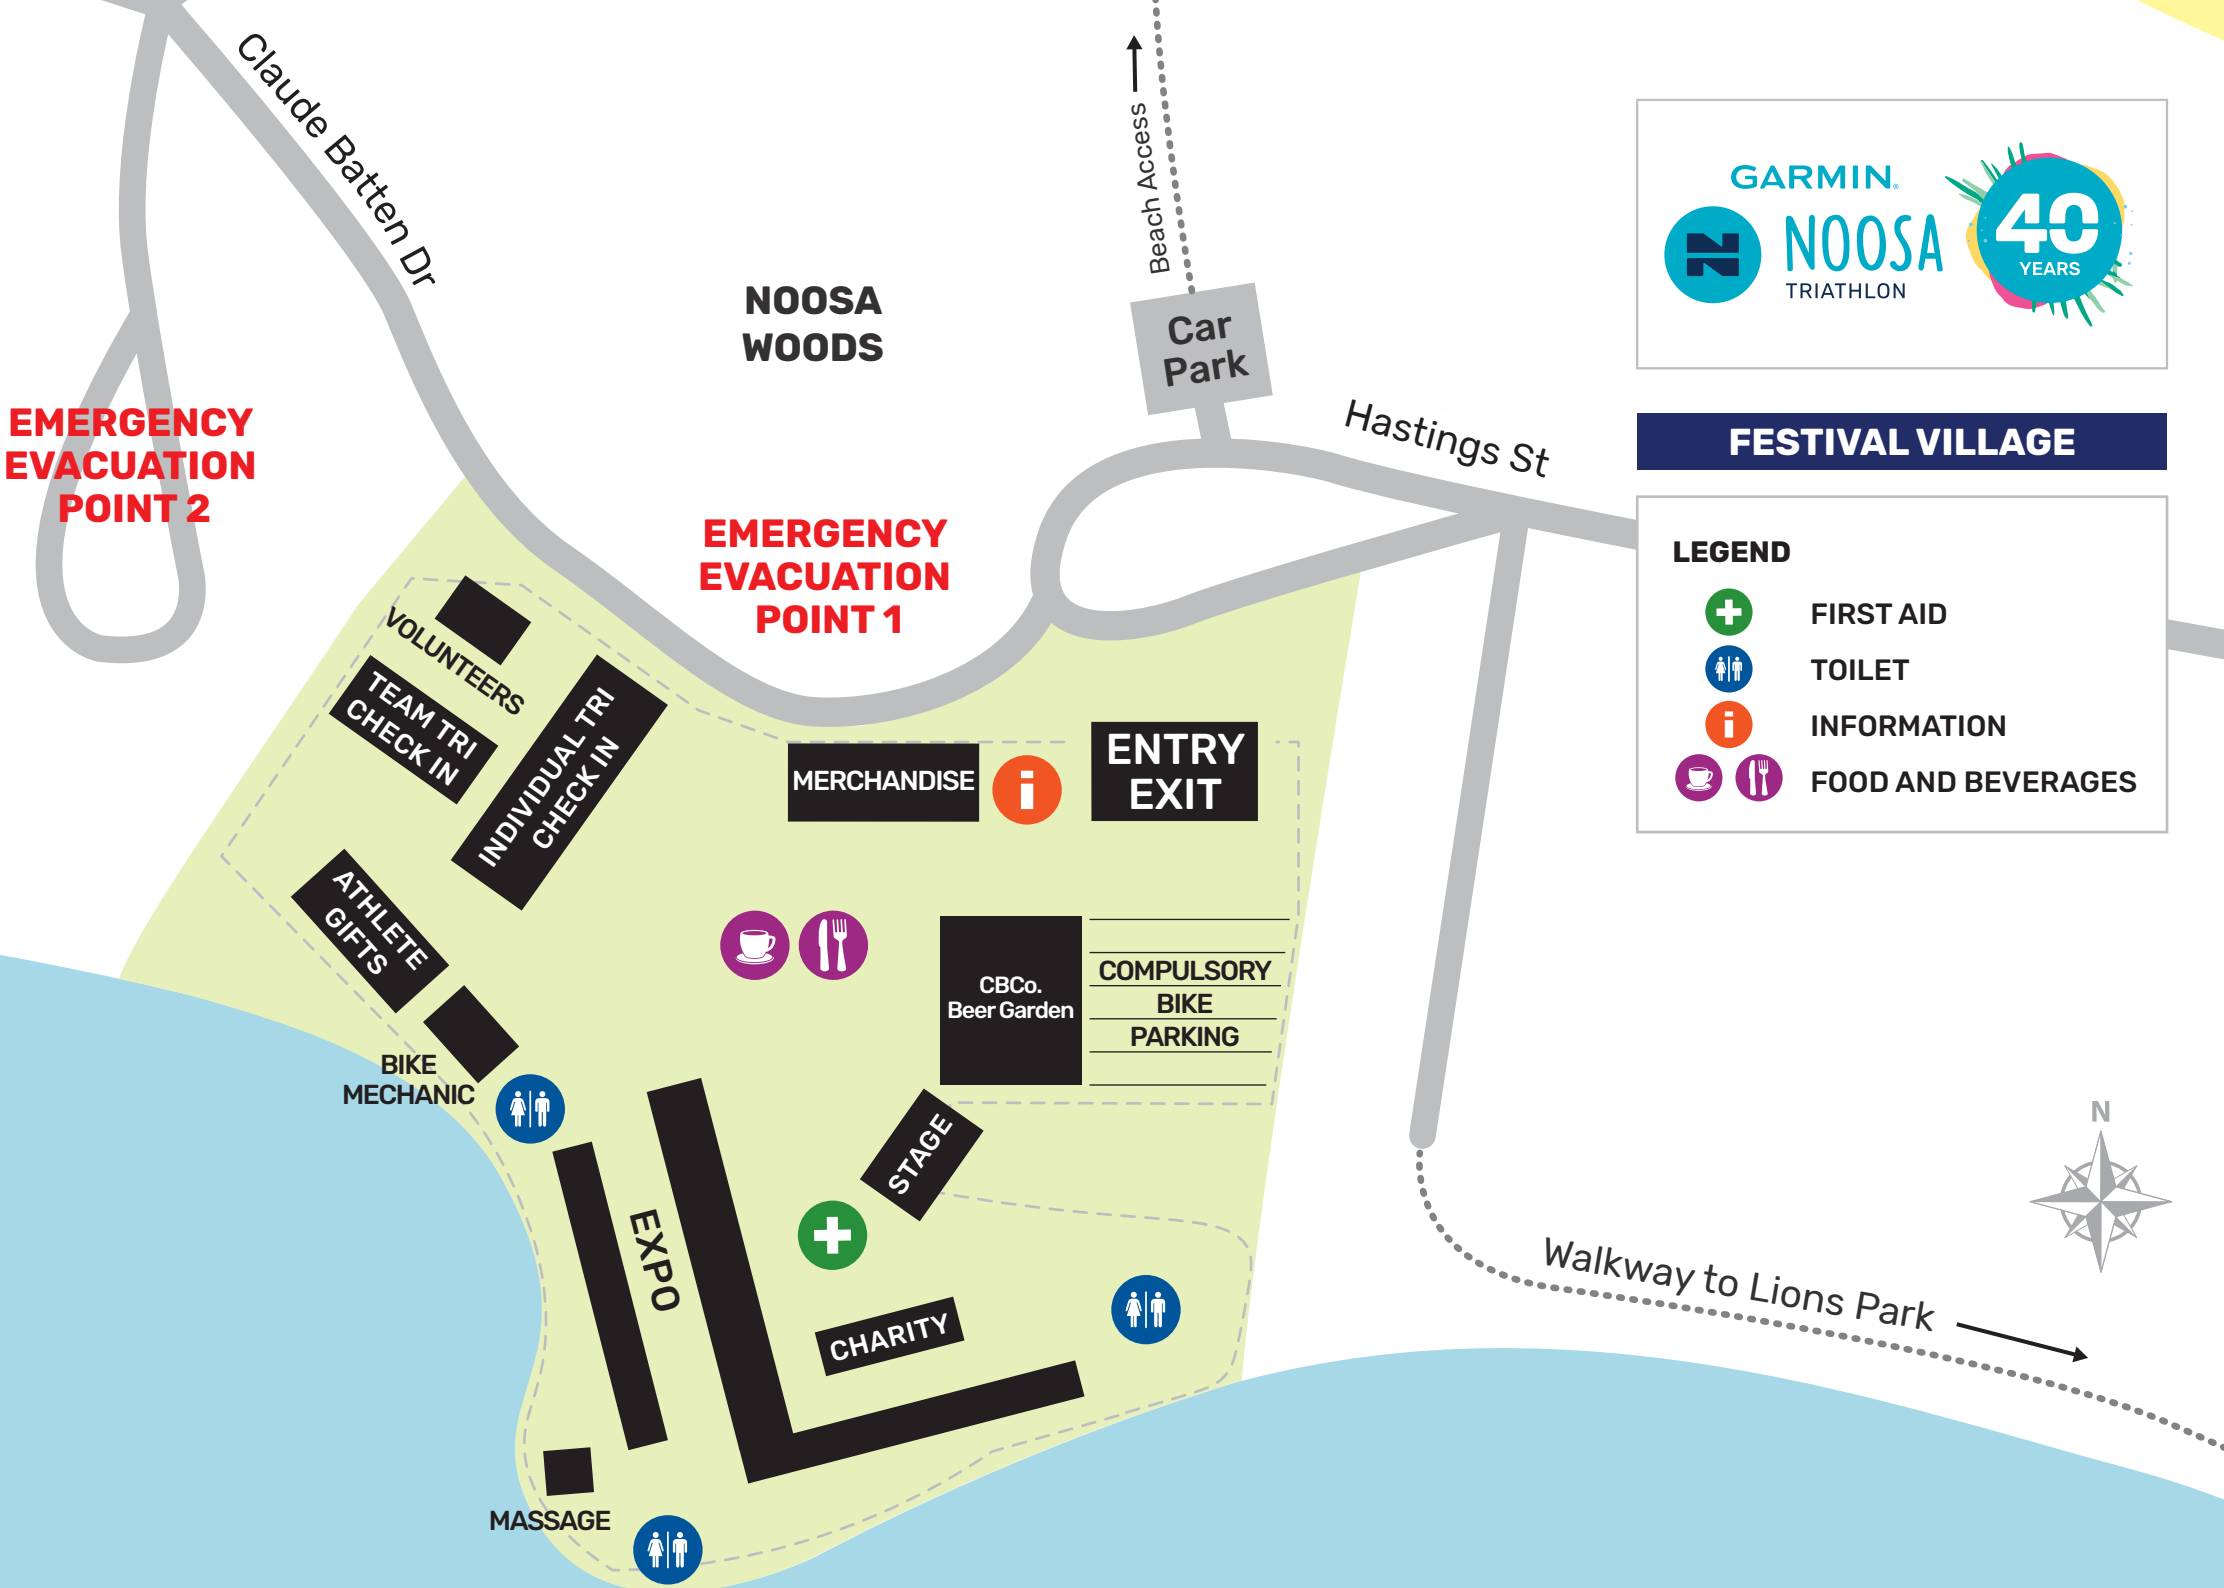 Claude Batten Dr
Beach Access
NOOSA
WOODS
Car
Park
Hastings St
GARMIN
N
NOOSA
TRIATHLON
40
YEARS
FESTIVAL VILLAGE
LEGEND
FIRST AID
TOILET
i
INFORMATION
FOOD AND BEVERAGES
EMERGENCY
EVACUATION
POINT 2
EMERGENCY
EVACUATION
POINT 1
VOLUNTEERS
TEAM TRI
CHECK IN
INDIVIDUAL TRI
CHECK IN
MERCHANDISE
i
ENTRY
EXIT
ATHLETE
GIFTS
CBCo.
Beer Garden
COMPULSORY
BIKE
PARKING
BIKE
MECHANIC
STAGE
EXPO
CHARITY
MASSAGE
N
Walkway to Lions Park